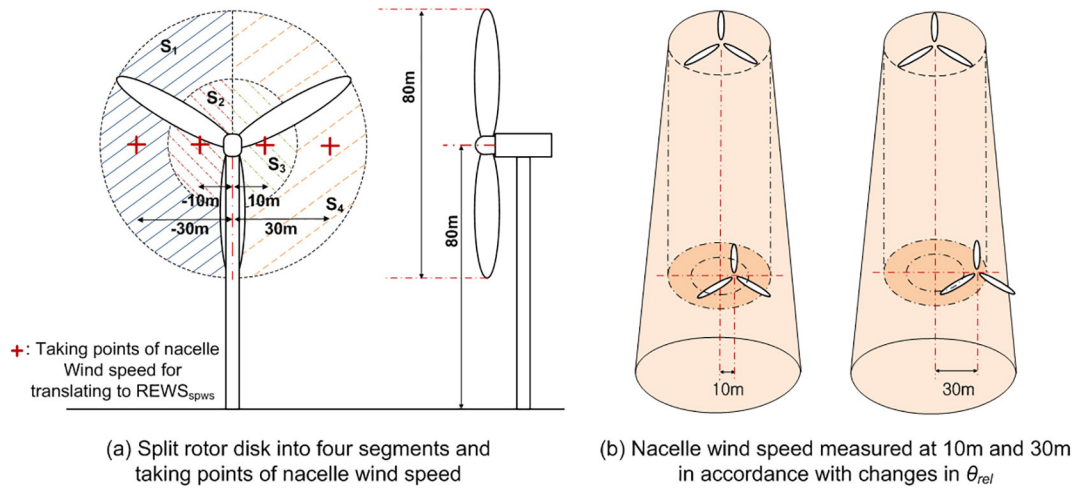 S1
S2
S3
S4
-10m
10m
-30m
30m
80m
80m
+: Taking points of nacelle
Wind speed for
translating to REWSspws
(a) Split rotor disk into four segments and
taking points of nacelle wind speed
10m
30m
(b) Nacelle wind speed measured at 10m and 30m
in accordance with changes in θrel